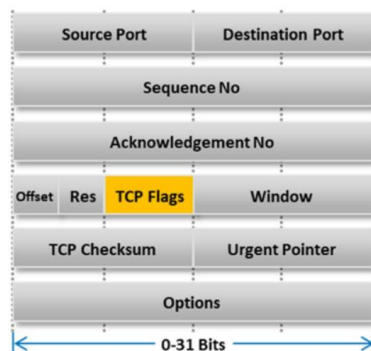 Source Port Destination Port
Sequence No
Acknowledgement No
Offset Res TCP Flags Window
TCP Checksum Urgent Pointer
Options
0-31 Bits